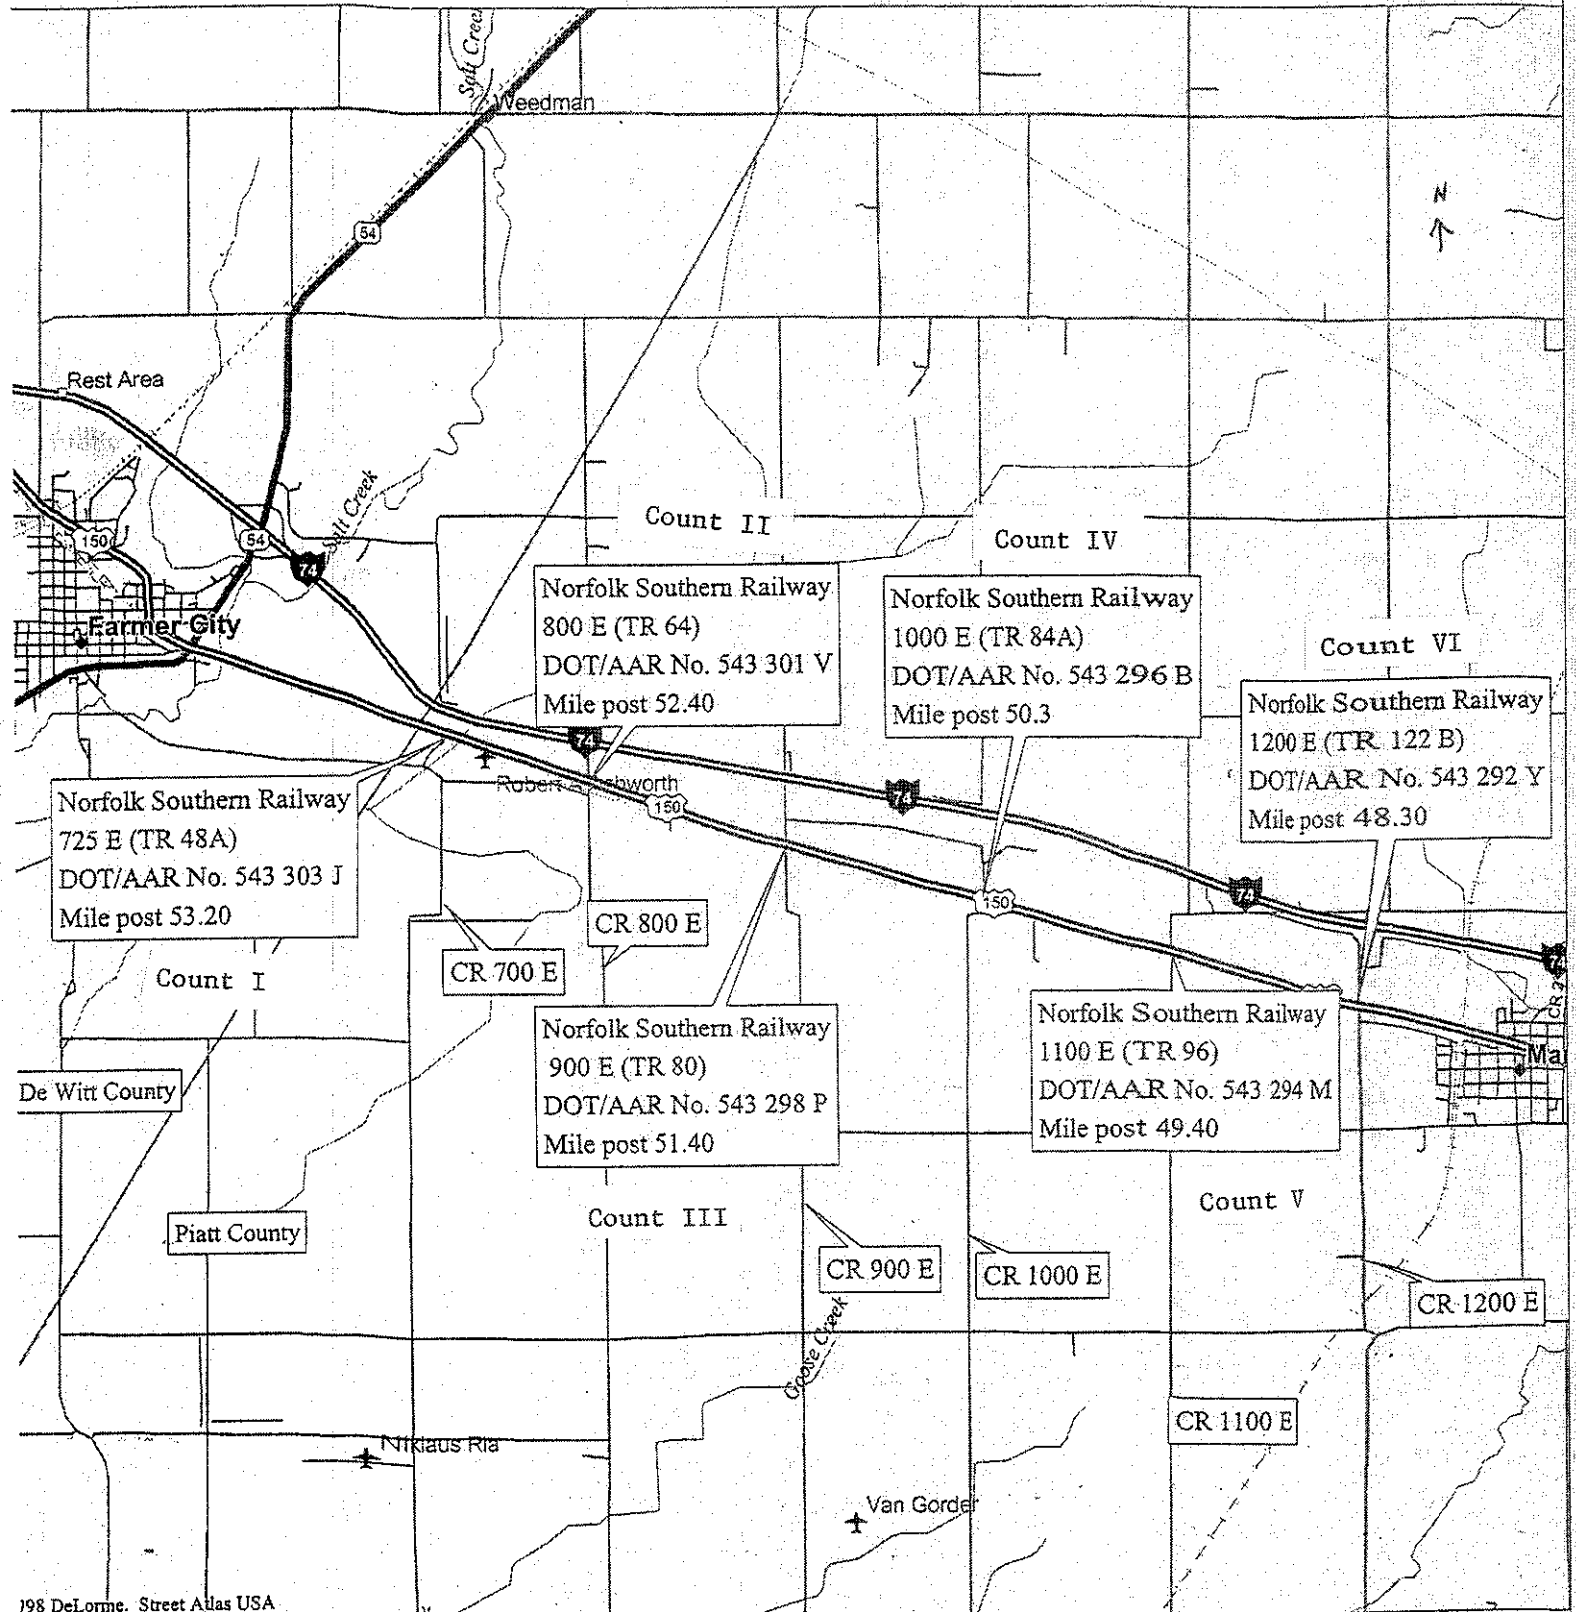 Salt Creek
Weedman
N
54
Rest Area
Salt Creek
Count II
Count IV
150
54
74
Farmer City
Norfolk Southern Railway
800 E (TR 64)
DOT/AAR No. 543 301 V
Mile post 52.40
Norfolk Southern Railway
1000 E (TR 84A)
DOT/AAR No. 543 296 B
Mile post 50.3
Count VI
Norfolk Southern Railway
1200 E (TR 122 B)
DOT/AAR No. 543 292 Y
Mile post 48.30
74
Robert
150
74
Norfolk Southern Railway
725 E (TR 48A)
DOT/AAR No. 543 303 J
Mile post 53.20
74
150
CR 800 E
CR 700 E
Count I
Norfolk Southern Railway
900 E (TR 80)
DOT/AAR No. 543 298 P
Mile post 51.40
Norfolk Southern Railway
1100 E (TR 96)
DOT/AAR No. 543 294 M
Mile post 49.40
Ma
De Witt County
Piatt County
Count III
Count V
CR 900 E
CR 1000 E
CR 1200 E
Goose Creek
CR 1100 E
Niklaus Rla
Van Gorder
98 DeLorme. Street Atlas USA